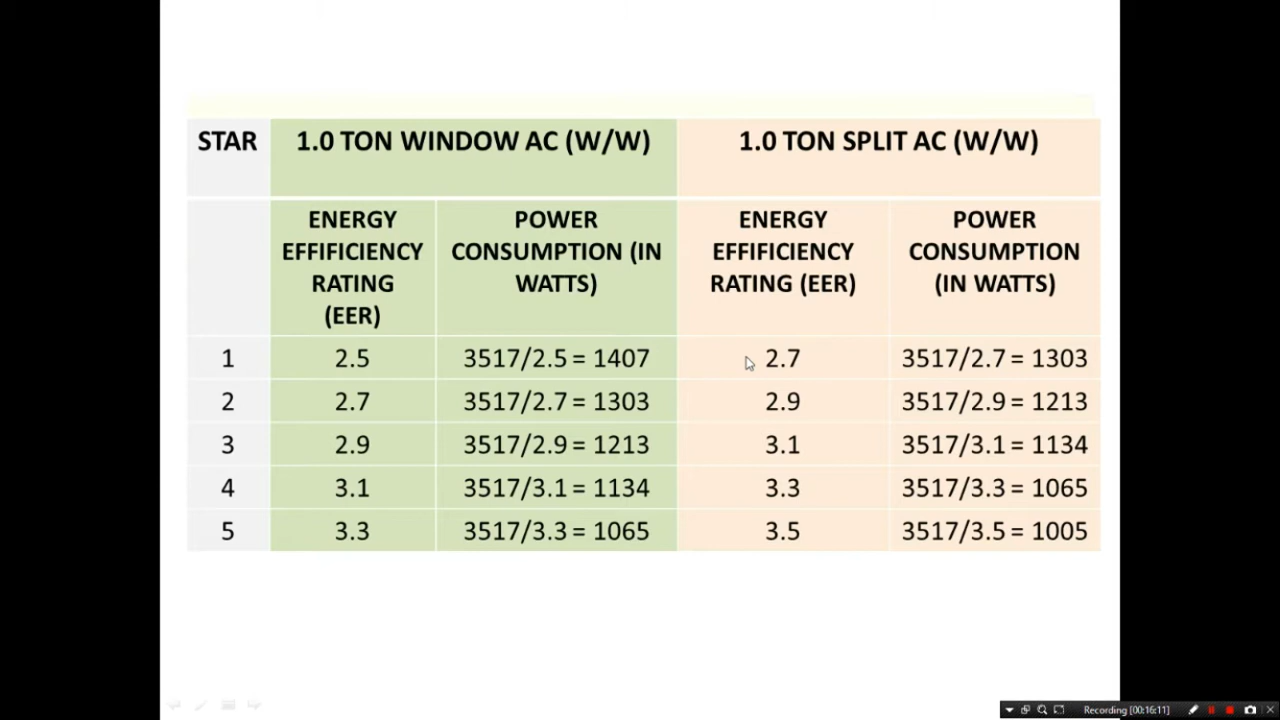 STAR 1.0 TON WINDOW AC (W/W) 1.0 TON SPLIT AC (W/W)
ENERGY EFFIFICIENCY RATING (EER) POWER CONSUMPTION (IN WATTS) ENERGY EFFIFICIENCY RATING (EER) POWER CONSUMPTION (IN WATTS)
1 2.5 3517/2.5 = 1407 2.7 3517/2.7 = 1303
2 2.7 3517/2.7 = 1303 2.9 3517/2.9 = 1213
3 2.9 3517/2.9 = 1213 3.1 3517/3.1 = 1134
4 3.1 3517/3.1 = 1134 3.3 3517/3.3 = 1065
5 3.3 3517/3.3 = 1065 3.5 3517/3.5 = 1005
Recording [00:16:11]